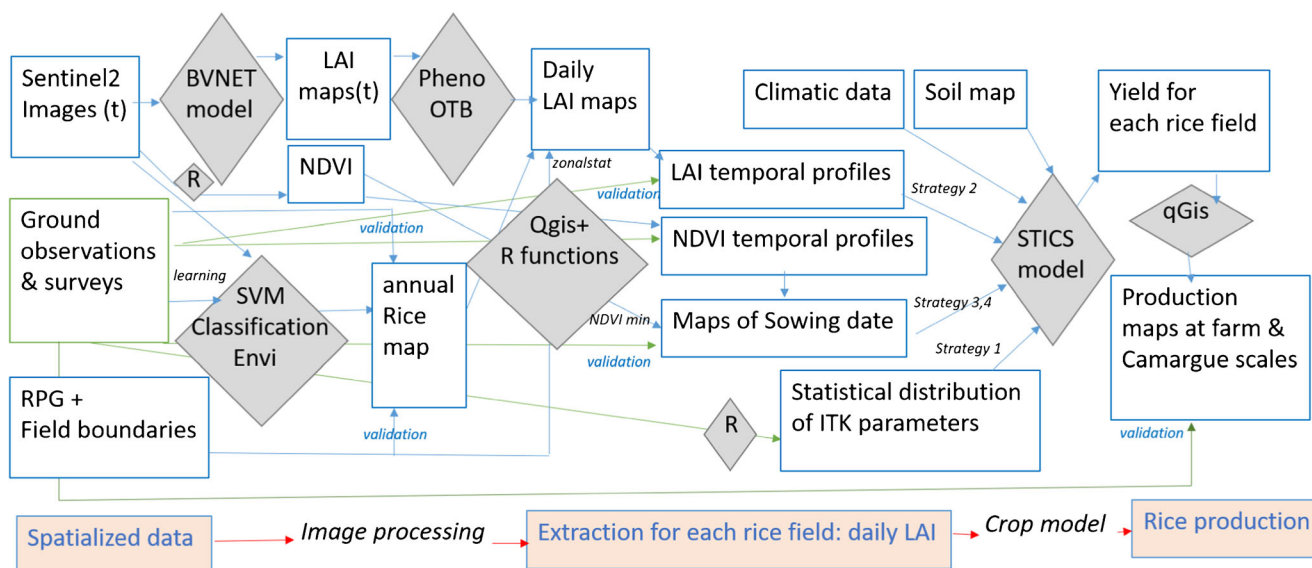 Sentinel2
Images (t)
BVNET
model
LAI
maps(t)
Pheno
OTB
Daily
LAI maps
Climatic data
Soil map
Yield for
each rice field
R
NDVI
zonalstat
validation
LAI temporal profiles
Strategy 2
Ground
observations
& surveys
validation
learning
SVM
Classification
Envi
annual
Rice
map
Qgis+
R functions
NDVI min
NDVI temporal profiles
Maps of Sowing date
validation
Strategy 3,4
Strategy 1
STICS
model
qGis
Production
maps at farm &
Camargue scales
validation
RPG +
Field boundaries
validation
R
Statistical distribution
of ITK parameters
Spatialized data
Image processing
Extraction for each rice field: daily LAI
Crop model
Rice production